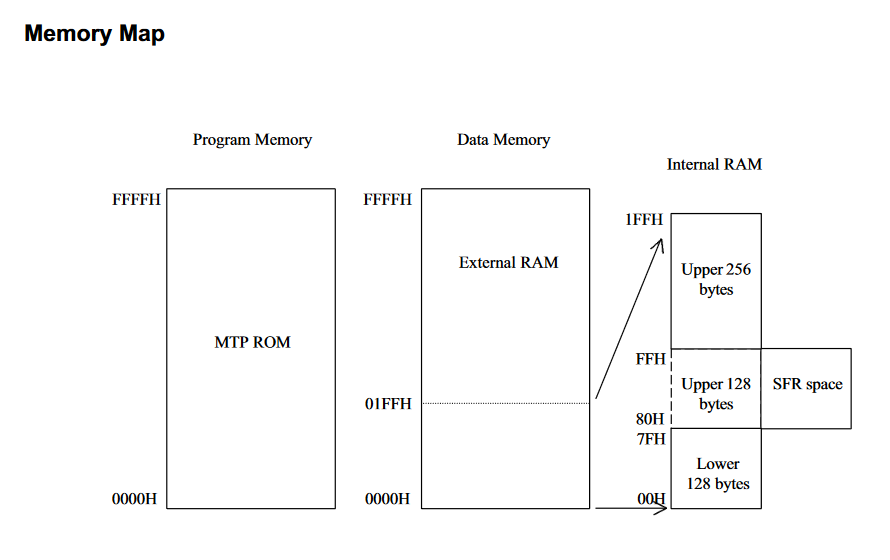 Memory Map
Program Memory
Data Memory
Internal RAM
FFFFH
MTP ROM
0000H
FFFFH
External RAM
01FFH
0000H
1FFH
Upper 256
bytes
FFH
Upper 128
bytes
80H
SFR space
7FH
Lower
128 bytes
00H